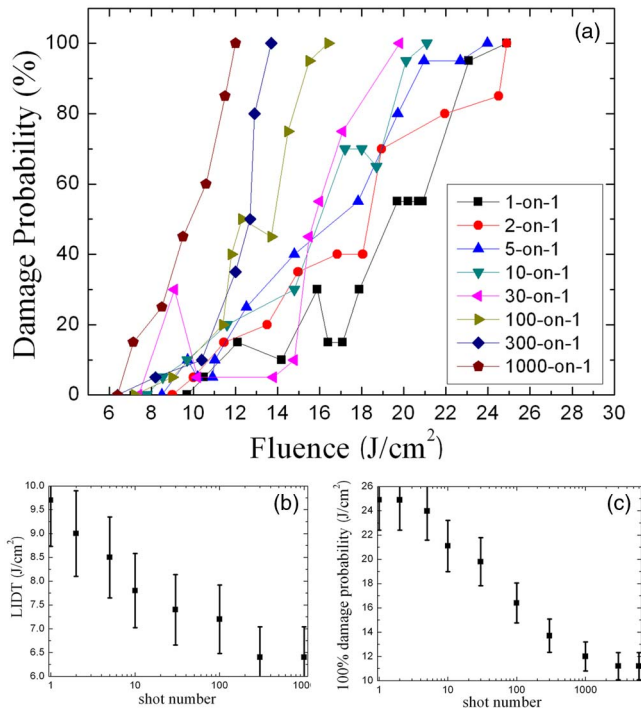 (a)
Damage Probability (%)
100
80
60
40
20
0
1-on-1
2-on-1
5-on-1
10-on-1
30-on-1
100-on-1
300-on-1
1000-on-1
6 8 10 12 14 16 18 20 22 24 26
Fluence (J/cm2)
(b)
LIDT (J/cm2)
10.0
9.5
9.0
8.5
8.0
7.5
7.0
6.5
6.0
1 10 100 100
shot number
(c)
100% damage probability (J/cm2)
26
24
22
20
18
16
14
12
10
1 10 100 1000
shot number